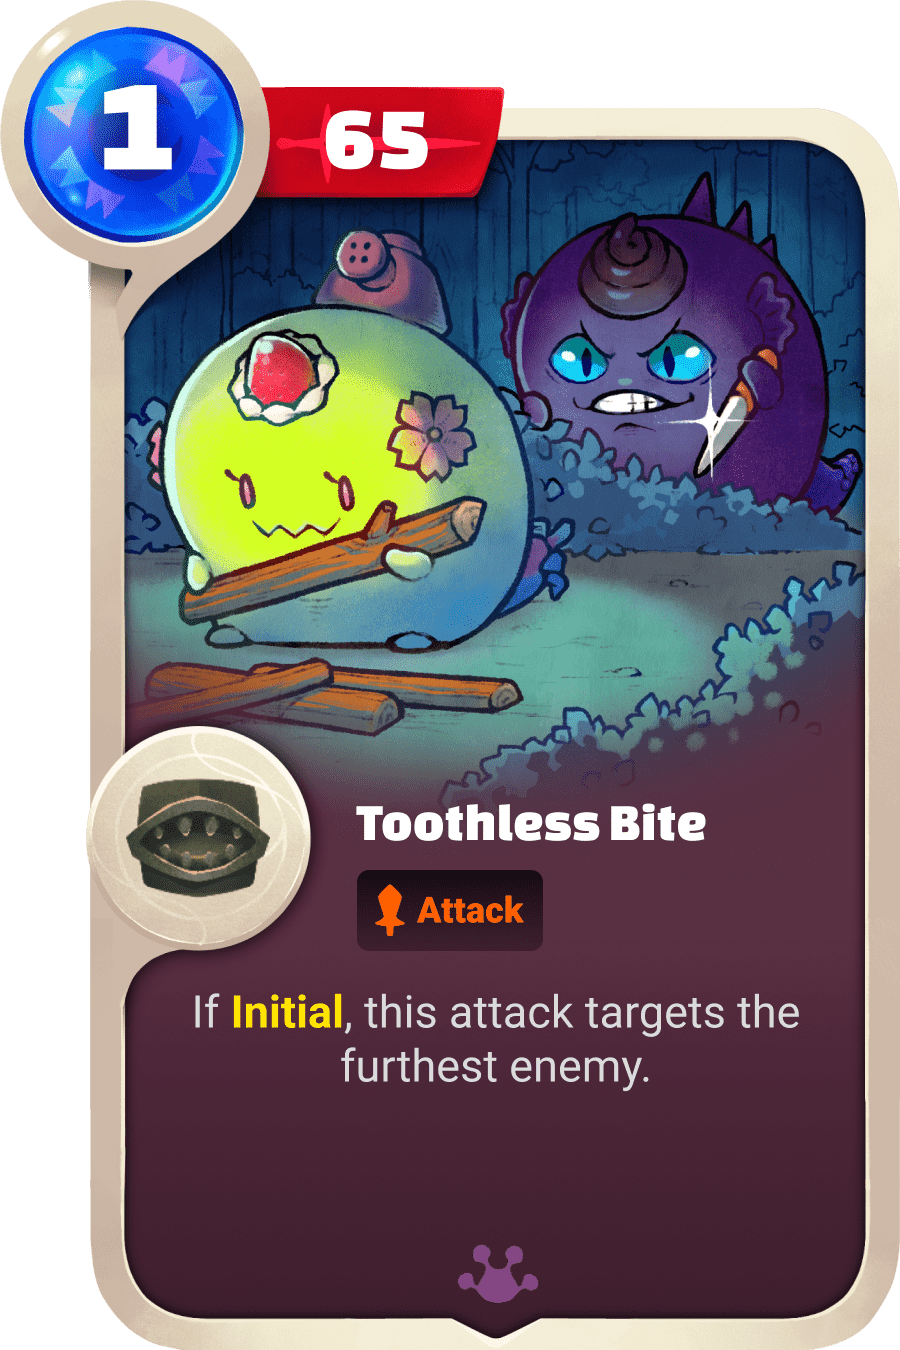 1
65
Toothless Bite
Attack
If Initial, this attack targets the
furthest enemy.